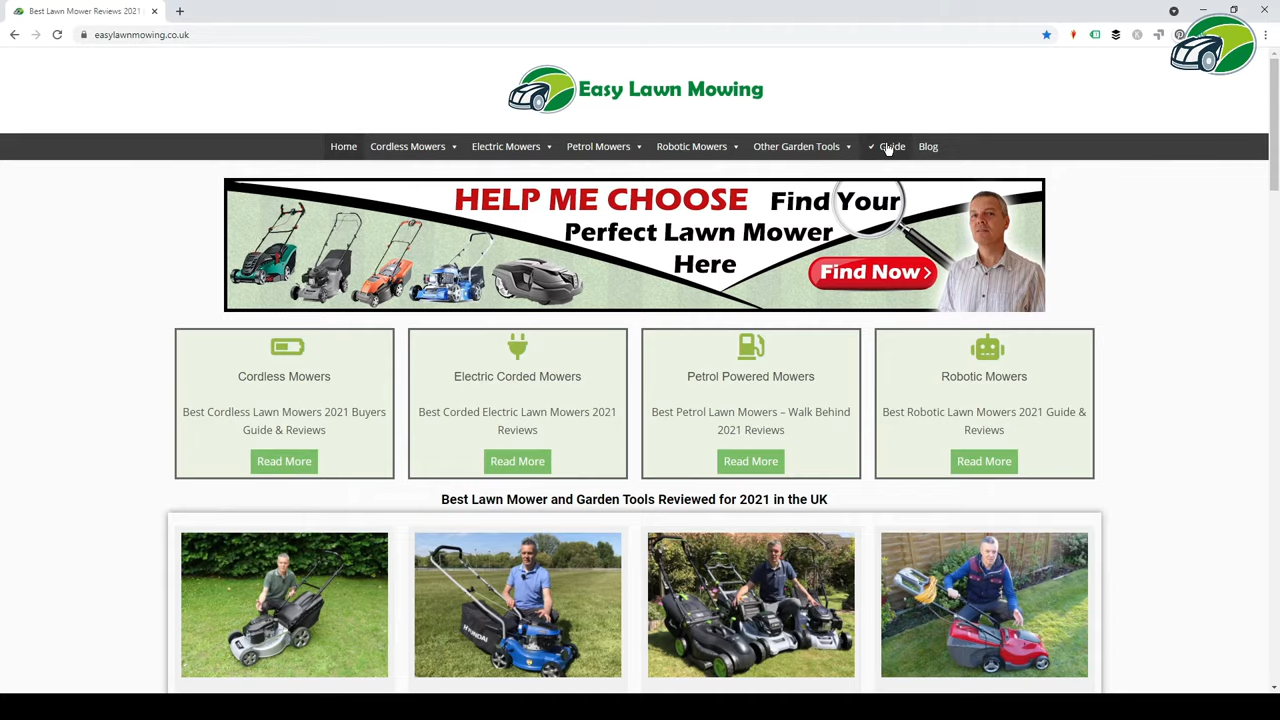 Best Lawn Mower Reviews 2021
easylawnmowing.co.uk
Easy Lawn Mowing
Home Cordless Mowers Electric Mowers Petrol Mowers Robotic Mowers Other Garden Tools Guide Blog
HELP ME CHOOSE Find Your
Perfect Lawn Mower
Here
Find Now
Cordless Mowers
Best Cordless Lawn Mowers 2021 Buyers
Guide & Reviews
Read More
Electric Corded Mowers
Best Corded Electric Lawn Mowers 2021
Reviews
Read More
Petrol Powered Mowers
Best Petrol Lawn Mowers – Walk Behind
2021 Reviews
Read More
Robotic Mowers
Best Robotic Lawn Mowers 2021 Guide &
Reviews
Read More
Best Lawn Mower and Garden Tools Reviewed for 2021 in the UK
HYUNDAI